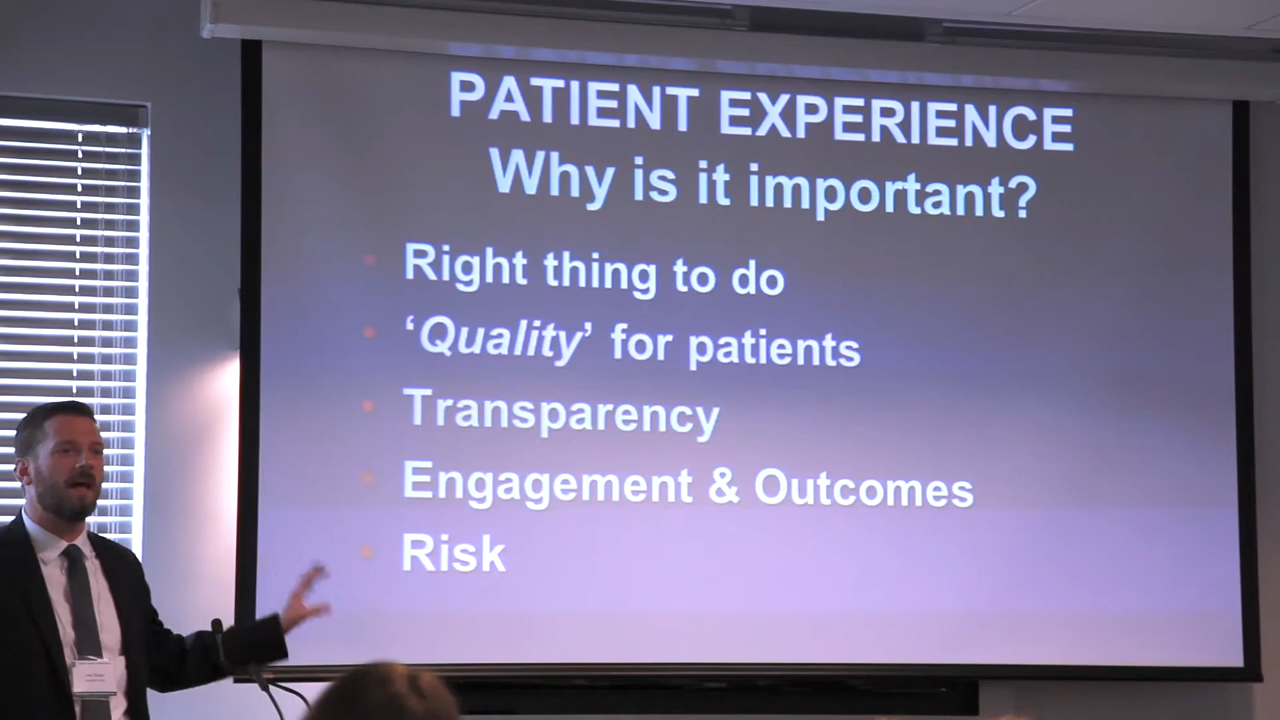 PATIENT EXPERIENCE
Why is it important?
Right thing to do
‘Quality’ for patients
Transparency
Engagement & Outcomes
Risk